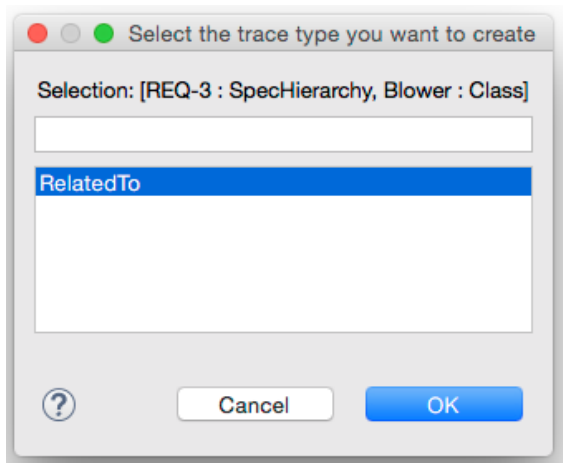 Select the trace type you want to create
Selection: [REQ-3 : SpecHierarchy, Blower : Class]
RelatedTo
?
Cancel
OK